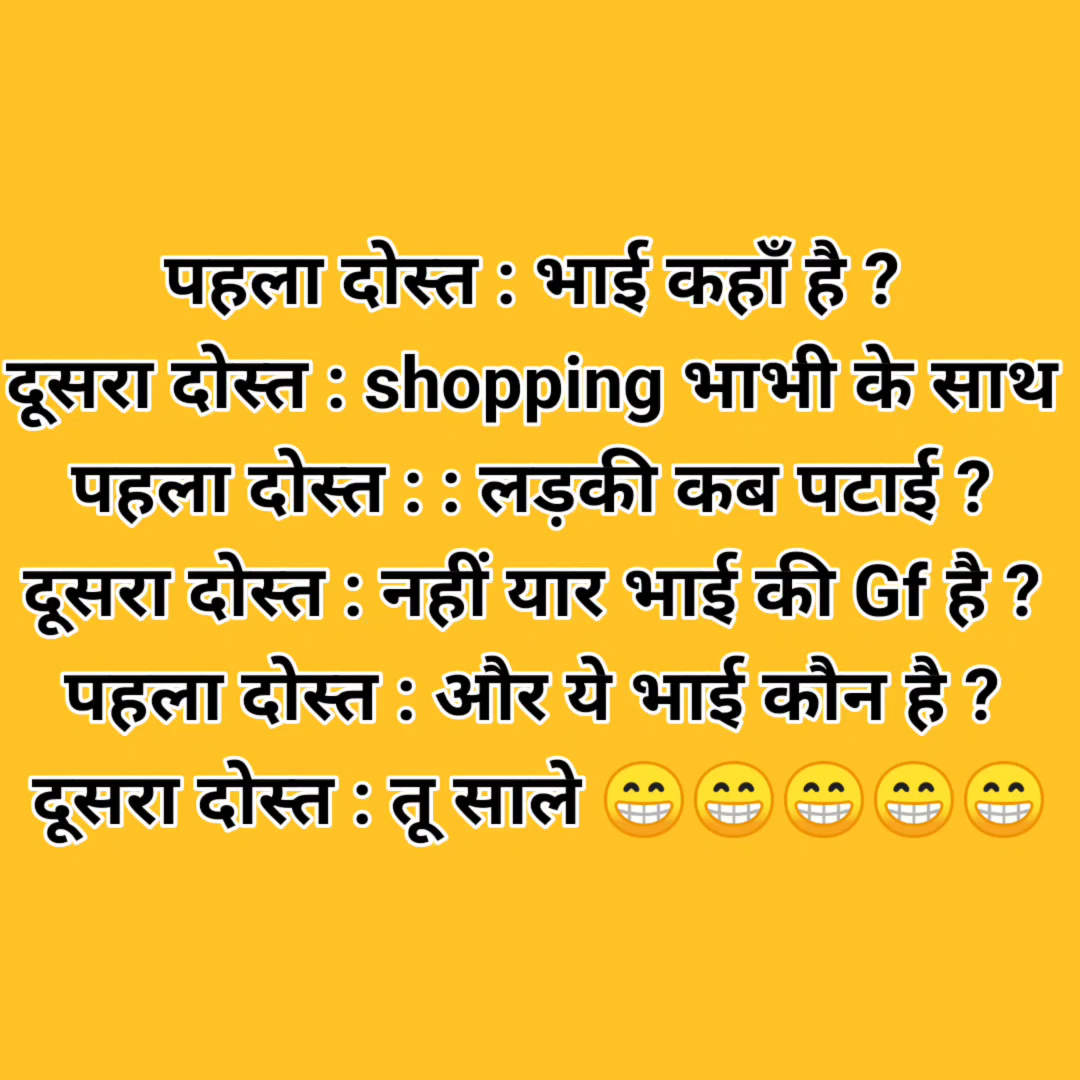 पहला दोस्त : भाई कहाँ है ?
दूसरा दोस्त : shopping भाभी के साथ
पहला दोस्त : : लड़की कब पटाई ?
दूसरा दोस्त : नहीं यार भाई की Gf है ?
पहला दोस्त : और ये भाई कौन है ?
दूसरा दोस्त : तू साले 😁😁😁😁😁